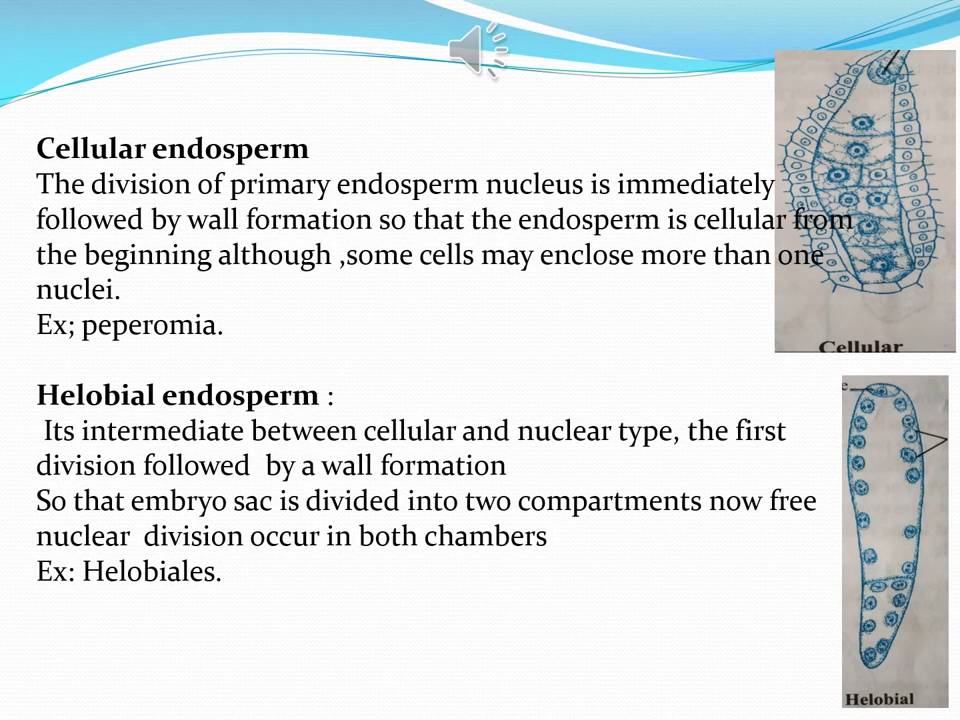 Cellular endosperm
The division of primary endosperm nucleus is immediately
followed by wall formation so that the endosperm is cellular from
the beginning although ,some cells may enclose more than one
nuclei.
Ex; peperomia.
Cellular
Helobial endosperm :
Its intermediate between cellular and nuclear type, the first
division followed by a wall formation
So that embryo sac is divided into two compartments now free
nuclear division occur in both chambers
Ex: Helobiales.
e
Helobial